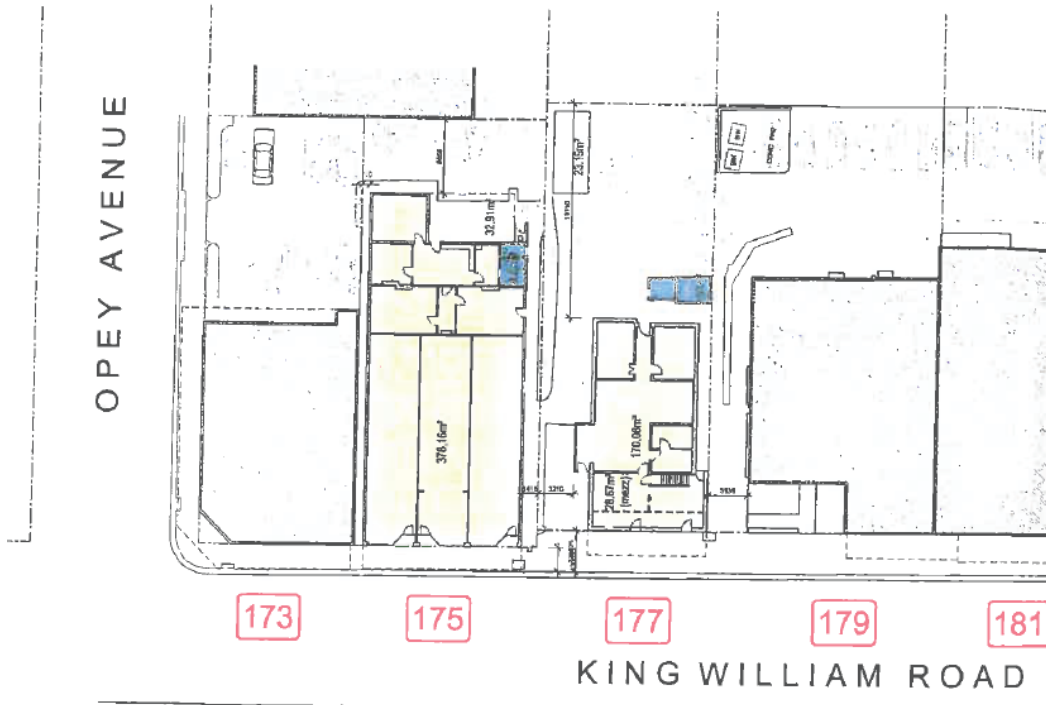 OPEY AVENUE
23.15m²
32.91m²
378.16m²
170.08m²
28.67m²
(mezz)
173
175
177
179
181
KING WILLIAM ROAD